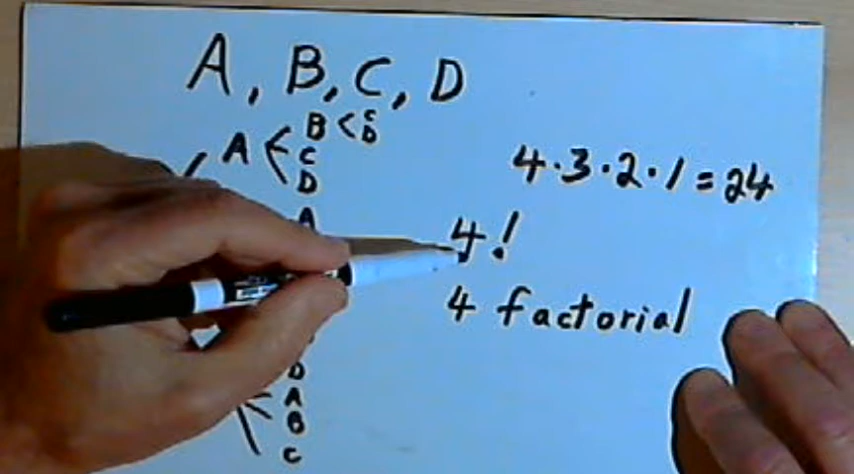 A, B, C, D
A < B < C
D
C
D
A
4·3·2·1=24
4!
4 factorial
D
A
B
C